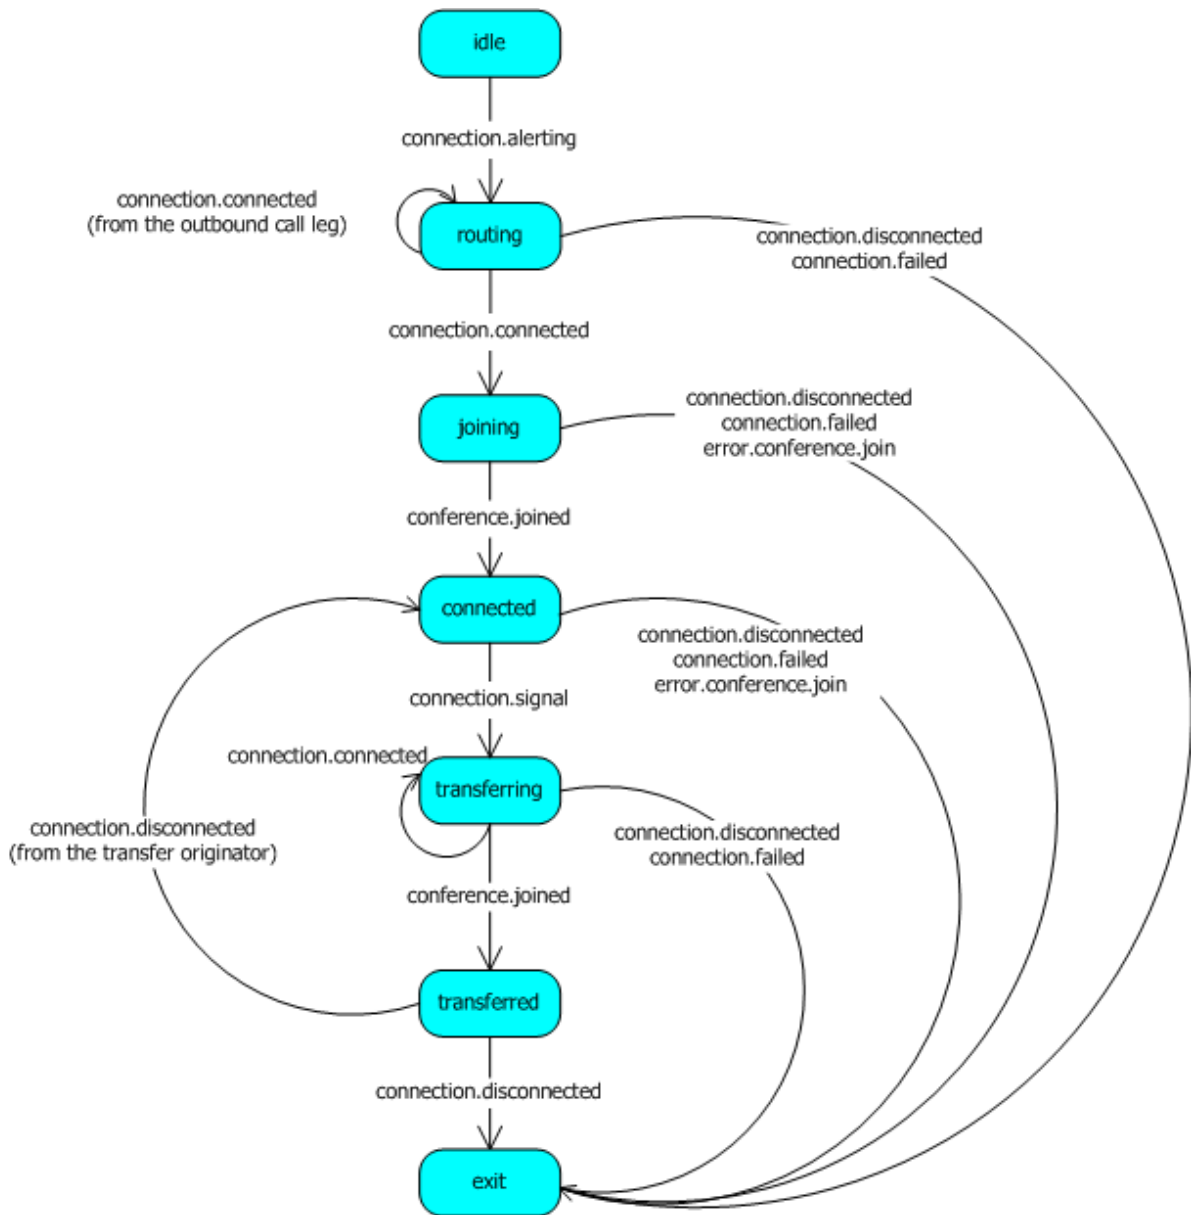 idle
connection.alerting
connection.connected
(from the outbound call leg)
routing
connection.disconnected
connection.failed
connection.connected
joining
connection.disconnected
connection.failed
error.conference.join
conference.joined
connected
connection.disconnected
connection.failed
error.conference.join
connection.signal
connection.connected
transferring
connection.disconnected
(from the transfer originator)
connection.disconnected
connection.failed
conference.joined
transferred
connection.disconnected
exit